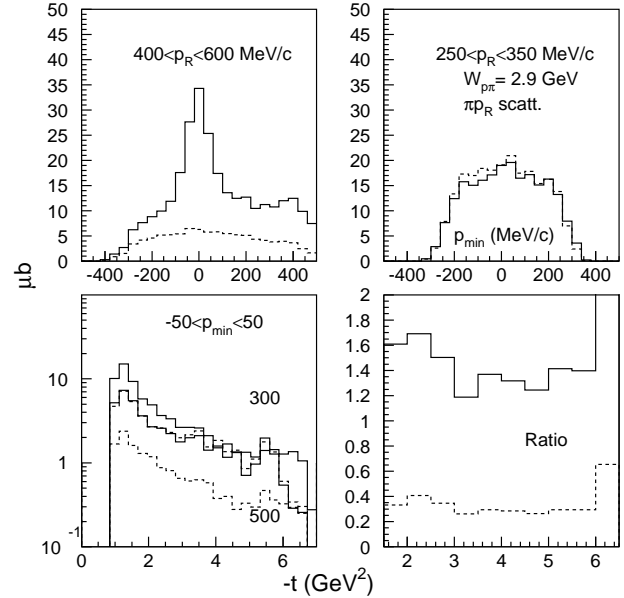 400<p_R<600 MeV/c
50
45
40
35
30
25
20
15
10
5
0
-400 -200 0 200 400
250<p_R<350 MeV/c
W_pπ= 2.9 GeV
πp_R scatt.
p_min (MeV/c)
50
45
40
35
30
25
20
15
10
5
0
-400 -200 0 200 400
μb
-50<p_min<50
300
500
10
1
10^-1
0 2 4 6
Ratio
2
1.8
1.6
1.4
1.2
1
0.8
0.6
0.4
0.2
0
2 3 4 5 6
-t (GeV^2)